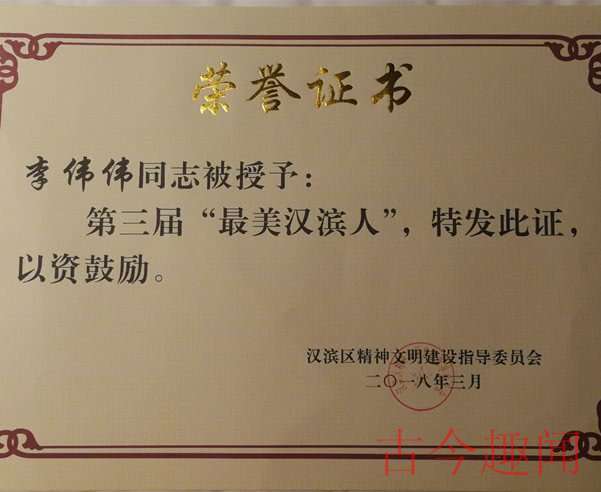 荣誉证书
李伟伟同志被授予：
第三届“最美汉滨人”，特发此证，
以资鼓励。
汉滨区精神文明建设指导委员会
二〇一八年三月
古今趣闻